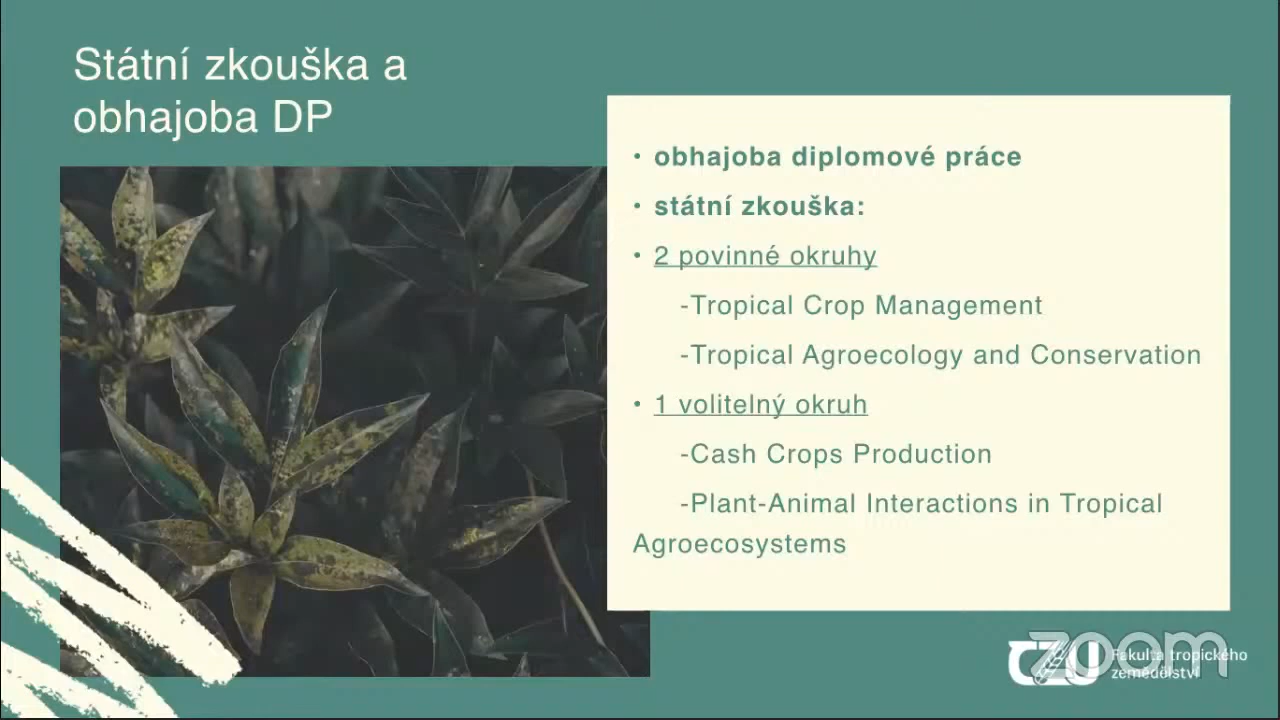 Státní zkouška a
obhajoba DP
• obhajoba diplomové práce
• státní zkouška:
• 2 povinné okruhy
-Tropical Crop Management
-Tropical Agroecology and Conservation
• 1 volitelný okruh
-Cash Crops Production
-Plant-Animal Interactions in Tropical
Agroecosystems
ČZU
Fakulta tropického
zemědělství
zoom